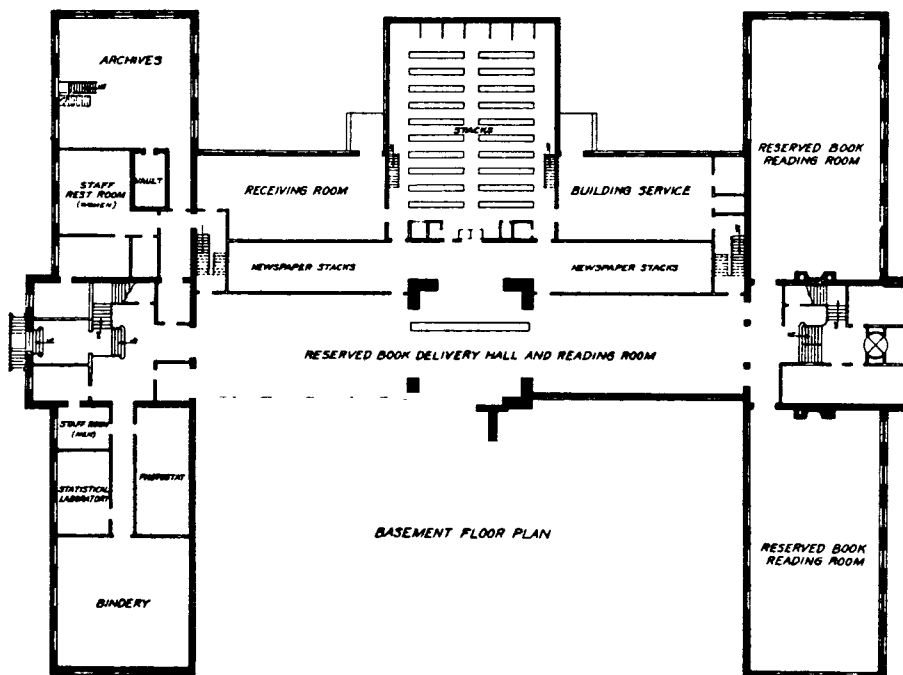 ARCHIVES
STACKS
RESERVED BOOK
READING ROOM
STAFF
REST ROOM
(WOMEN)
VAULT
RECEIVING ROOM
BUILDING SERVICE
NEWSPAPER STACKS
NEWSPAPER STACKS
RESERVED BOOK DELIVERY HALL AND READING ROOM
STAFF ROOM
(MEN)
STATISTICAL
LABORATORY
PHOTOSTAT
BASEMENT FLOOR PLAN
RESERVED BOOK
READING ROOM
BINDERY